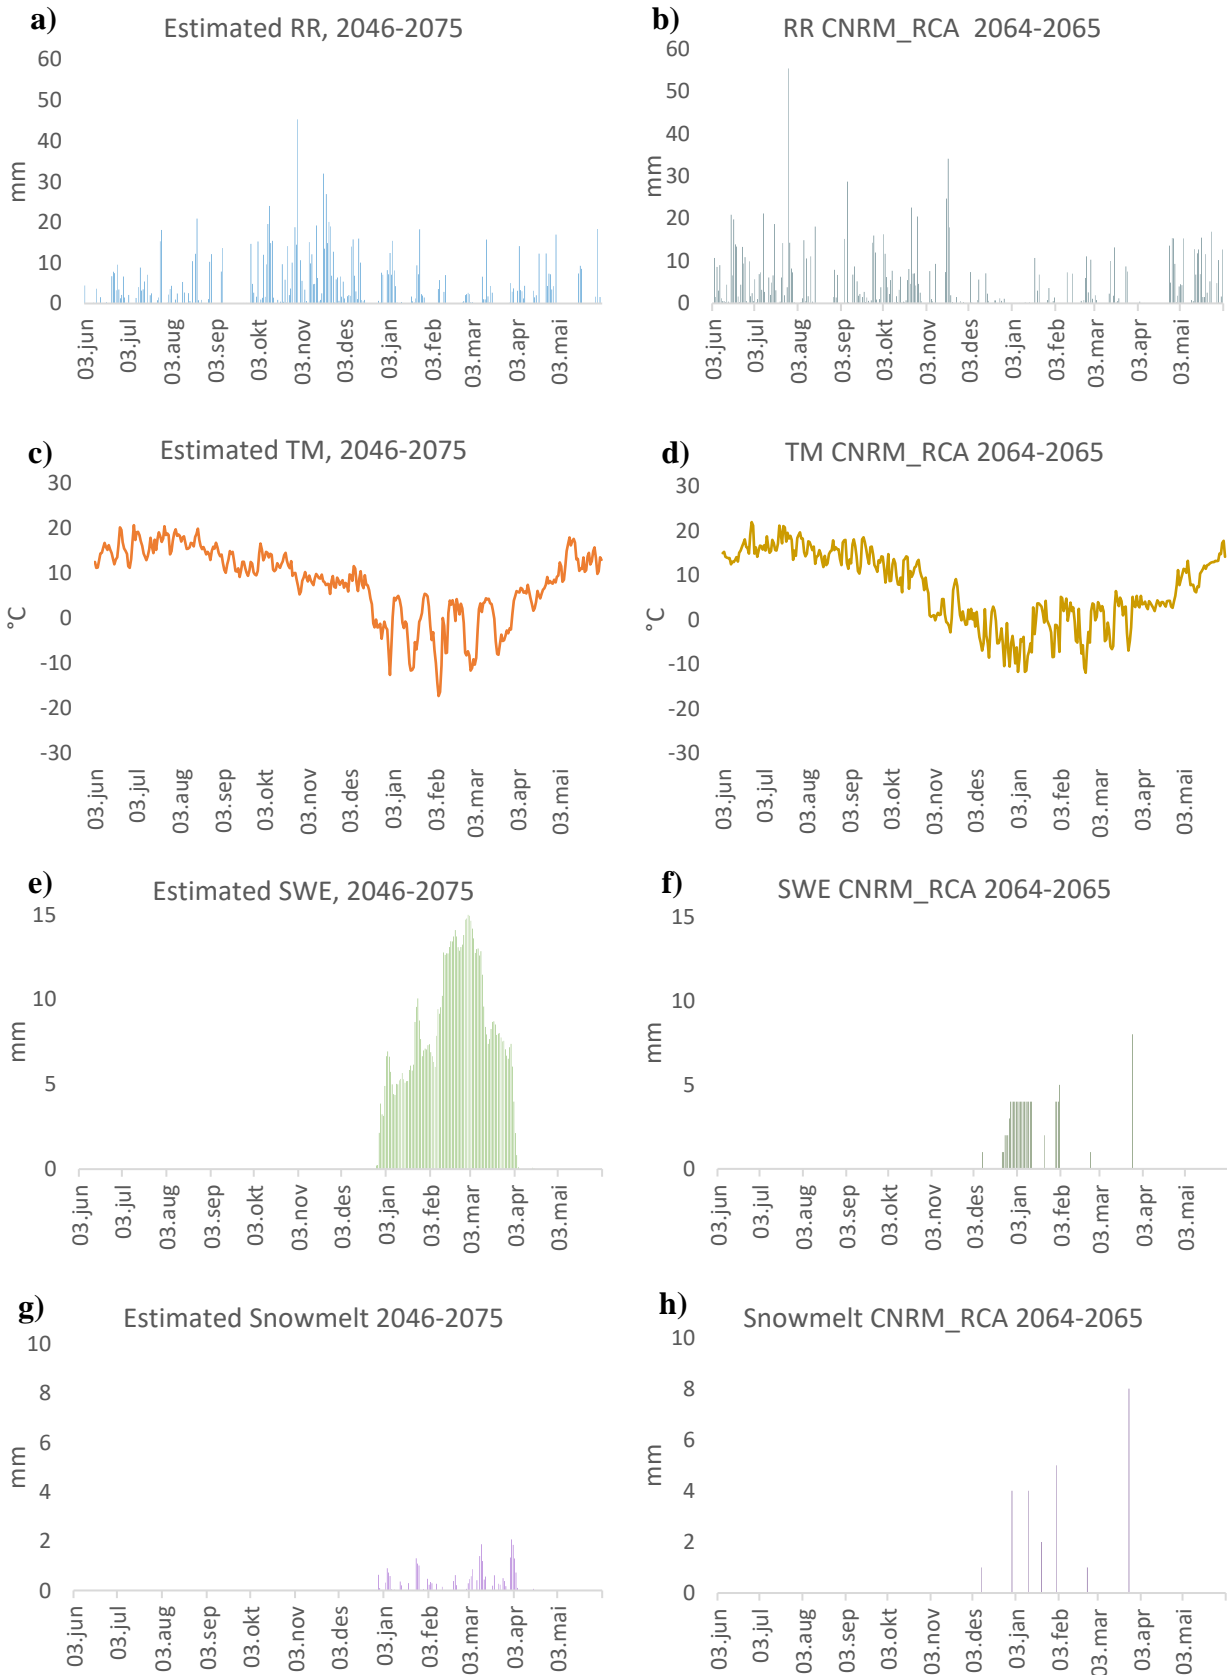 a) Estimated RR, 2046-2075
60
50
40
30
20
10
0
mm
03.jun 03.jul 03.aug 03.sep 03.okt 03.nov 03.des 03.jan 03.feb 03.mar 03.apr 03.mai
b) RR CNRM_RCA 2064-2065
60
50
40
30
20
10
0
mm
03.jun 03.jul 03.aug 03.sep 03.okt 03.nov 03.des 03.jan 03.feb 03.mar 03.apr 03.mai
c) Estimated TM, 2046-2075
30
20
10
0
-10
-20
-30
°C
03.jun 03.jul 03.aug 03.sep 03.okt 03.nov 03.des 03.jan 03.feb 03.mar 03.apr 03.mai
d) TM CNRM_RCA 2064-2065
30
20
10
0
-10
-20
-30
°C
03.jun 03.jul 03.aug 03.sep 03.okt 03.nov 03.des 03.jan 03.feb 03.mar 03.apr 03.mai
e) Estimated SWE, 2046-2075
15
10
5
0
mm
03.jun 03.jul 03.aug 03.sep 03.okt 03.nov 03.des 03.jan 03.feb 03.mar 03.apr 03.mai
f) SWE CNRM_RCA 2064-2065
15
10
5
0
mm
03.jun 03.jul 03.aug 03.sep 03.okt 03.nov 03.des 03.jan 03.feb 03.mar 03.apr 03.mai
g) Estimated Snowmelt 2046-2075
10
8
6
4
2
0
mm
03.jun 03.jul 03.aug 03.sep 03.okt 03.nov 03.des 03.jan 03.feb 03.mar 03.apr 03.mai
h) Snowmelt CNRM_RCA 2064-2065
10
8
6
4
2
0
mm
03.jun 03.jul 03.aug 03.sep 03.okt 03.nov 03.des 03.jan 03.feb 03.mar 03.apr 03.mai